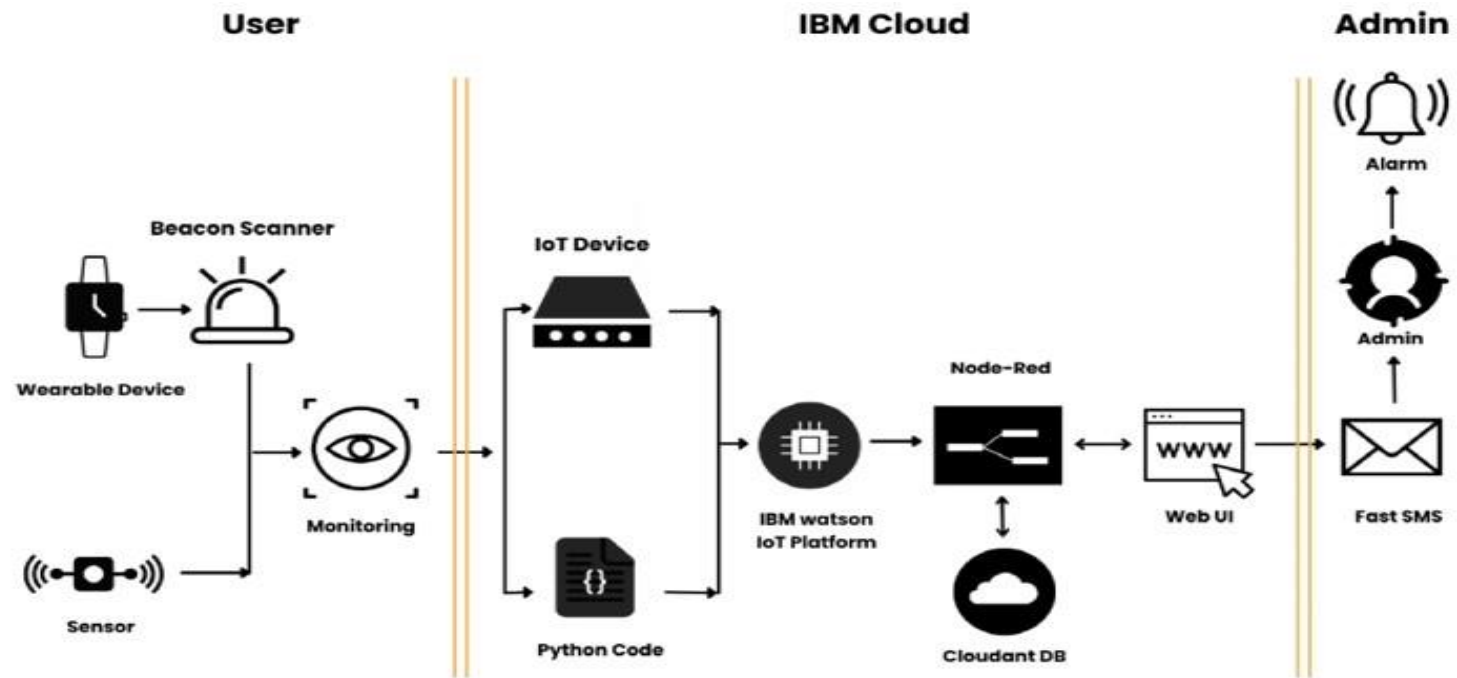 User
IBM Cloud
Admin
Alarm
Beacon Scanner
IoT Device
Admin
Wearable Device
Node-Red
WWW
Monitoring
IBM watson
IoT Platform
Web UI
Fast SMS
{}
Sensor
Python Code
Cloudant DB